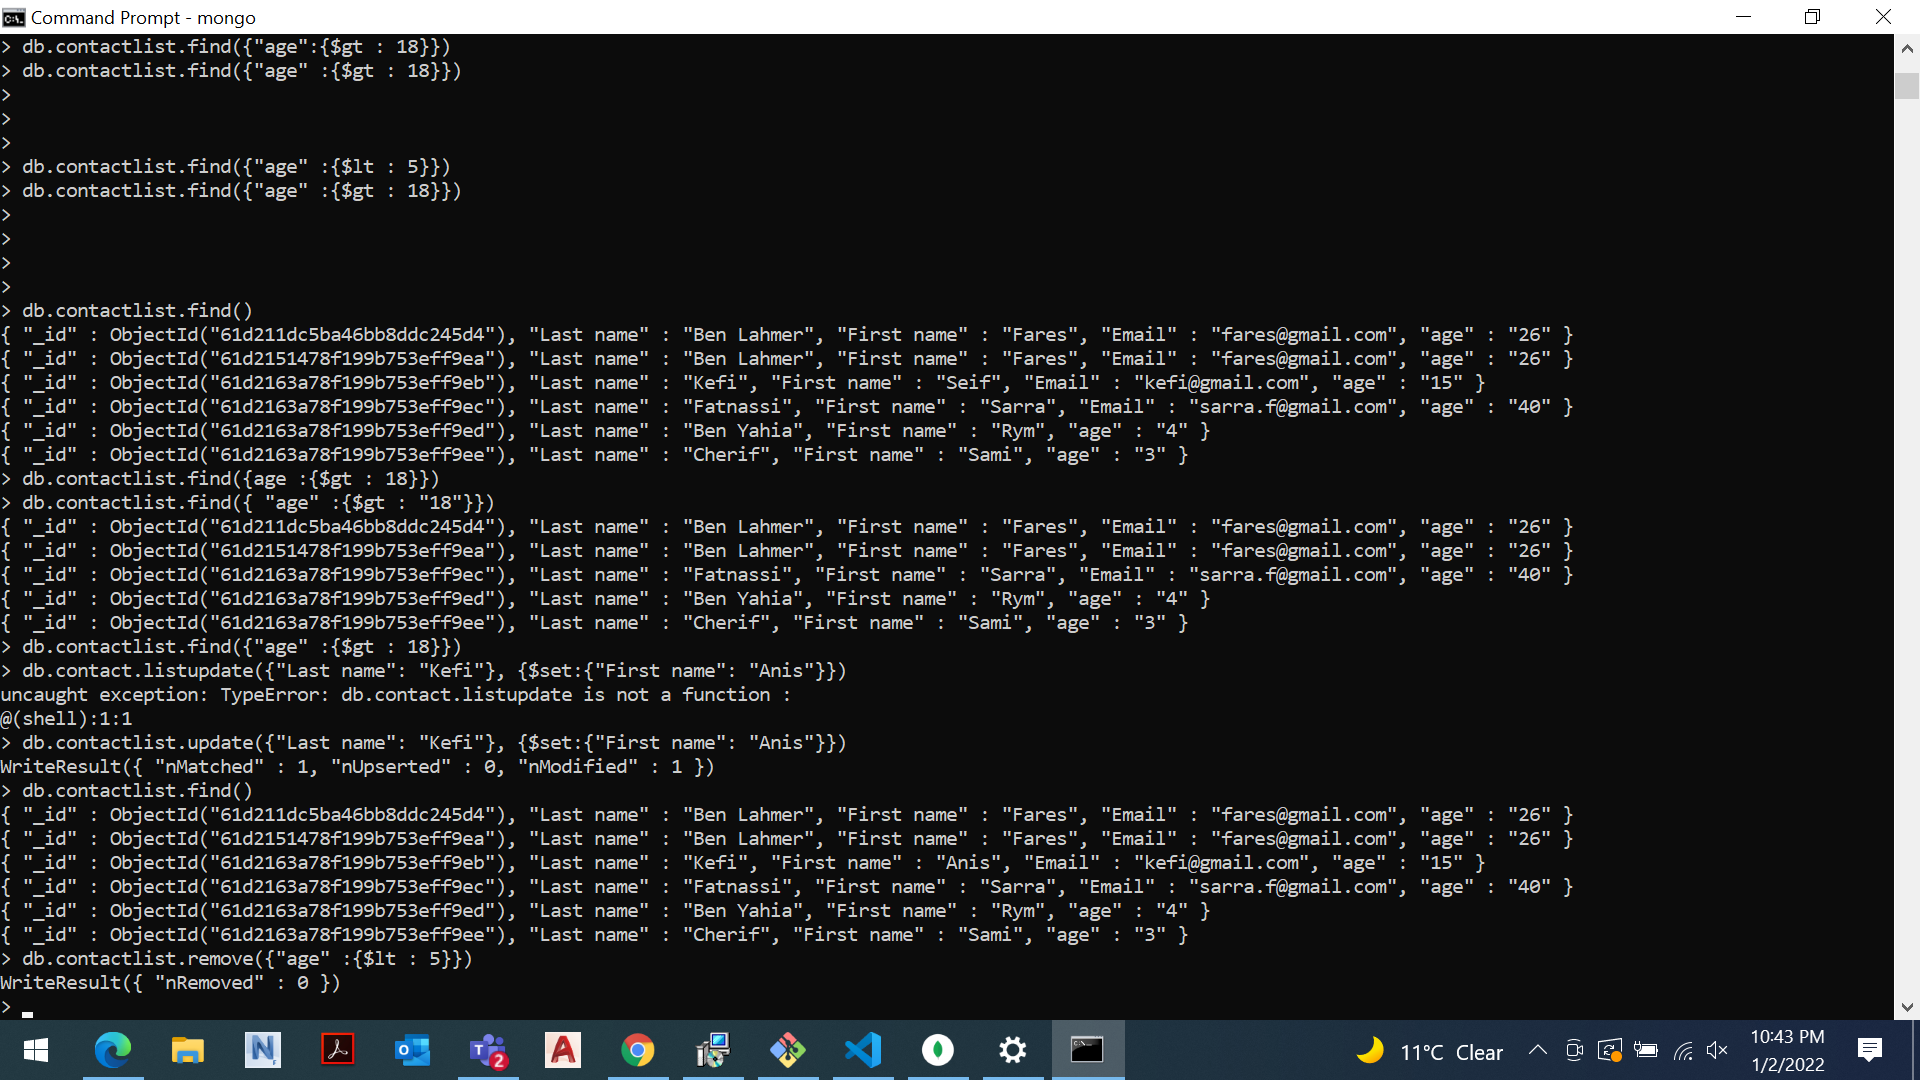 Command Prompt - mongo
> db.contactlist.find({"age":{$gt : 18}})
> db.contactlist.find({"age" :{$gt : 18}})
>
>
>
> db.contactlist.find({"age" :{$lt : 5}})
> db.contactlist.find({"age" :{$gt : 18}})
>
>
>
>
> db.contactlist.find()
{ "_id" : ObjectId("61d211dc5ba46bb8ddc245d4"), "Last name" : "Ben Lahmer", "First name" : "Fares", "Email" : "fares@gmail.com", "age" : "26" }
{ "_id" : ObjectId("61d2151478f199b753eff9ea"), "Last name" : "Ben Lahmer", "First name" : "Fares", "Email" : "fares@gmail.com", "age" : "26" }
{ "_id" : ObjectId("61d2163a78f199b753eff9eb"), "Last name" : "Kefi", "First name" : "Seif", "Email" : "kefi@gmail.com", "age" : "15" }
{ "_id" : ObjectId("61d2163a78f199b753eff9ec"), "Last name" : "Fatnassi", "First name" : "Sarra", "Email" : "sarra.f@gmail.com", "age" : "40" }
{ "_id" : ObjectId("61d2163a78f199b753eff9ed"), "Last name" : "Ben Yahia", "First name" : "Rym", "age" : "4" }
{ "_id" : ObjectId("61d2163a78f199b753eff9ee"), "Last name" : "Cherif", "First name" : "Sami", "age" : "3" }
> db.contactlist.find({age :{$gt : 18}})
> db.contactlist.find({ "age" :{$gt : "18"}})
{ "_id" : ObjectId("61d211dc5ba46bb8ddc245d4"), "Last name" : "Ben Lahmer", "First name" : "Fares", "Email" : "fares@gmail.com", "age" : "26" }
{ "_id" : ObjectId("61d2151478f199b753eff9ea"), "Last name" : "Ben Lahmer", "First name" : "Fares", "Email" : "fares@gmail.com", "age" : "26" }
{ "_id" : ObjectId("61d2163a78f199b753eff9ec"), "Last name" : "Fatnassi", "First name" : "Sarra", "Email" : "sarra.f@gmail.com", "age" : "40" }
{ "_id" : ObjectId("61d2163a78f199b753eff9ed"), "Last name" : "Ben Yahia", "First name" : "Rym", "age" : "4" }
{ "_id" : ObjectId("61d2163a78f199b753eff9ee"), "Last name" : "Cherif", "First name" : "Sami", "age" : "3" }
> db.contactlist.find({"age" :{$gt : 18}})
> db.contact.listupdate({"Last name": "Kefi"}, {$set:{"First name": "Anis"}})
uncaught exception: TypeError: db.contact.listupdate is not a function :
@(shell):1:1
> db.contactlist.update({"Last name": "Kefi"}, {$set:{"First name": "Anis"}})
WriteResult({ "nMatched" : 1, "nUpserted" : 0, "nModified" : 1 })
> db.contactlist.find()
{ "_id" : ObjectId("61d211dc5ba46bb8ddc245d4"), "Last name" : "Ben Lahmer", "First name" : "Fares", "Email" : "fares@gmail.com", "age" : "26" }
{ "_id" : ObjectId("61d2151478f199b753eff9ea"), "Last name" : "Ben Lahmer", "First name" : "Fares", "Email" : "fares@gmail.com", "age" : "26" }
{ "_id" : ObjectId("61d2163a78f199b753eff9eb"), "Last name" : "Kefi", "First name" : "Anis", "Email" : "kefi@gmail.com", "age" : "15" }
{ "_id" : ObjectId("61d2163a78f199b753eff9ec"), "Last name" : "Fatnassi", "First name" : "Sarra", "Email" : "sarra.f@gmail.com", "age" : "40" }
{ "_id" : ObjectId("61d2163a78f199b753eff9ed"), "Last name" : "Ben Yahia", "First name" : "Rym", "age" : "4" }
{ "_id" : ObjectId("61d2163a78f199b753eff9ee"), "Last name" : "Cherif", "First name" : "Sami", "age" : "3" }
> db.contactlist.remove({"age" :{$lt : 5}})
WriteResult({ "nRemoved" : 0 })
>
2
11°C Clear
10:43 PM
1/2/2022